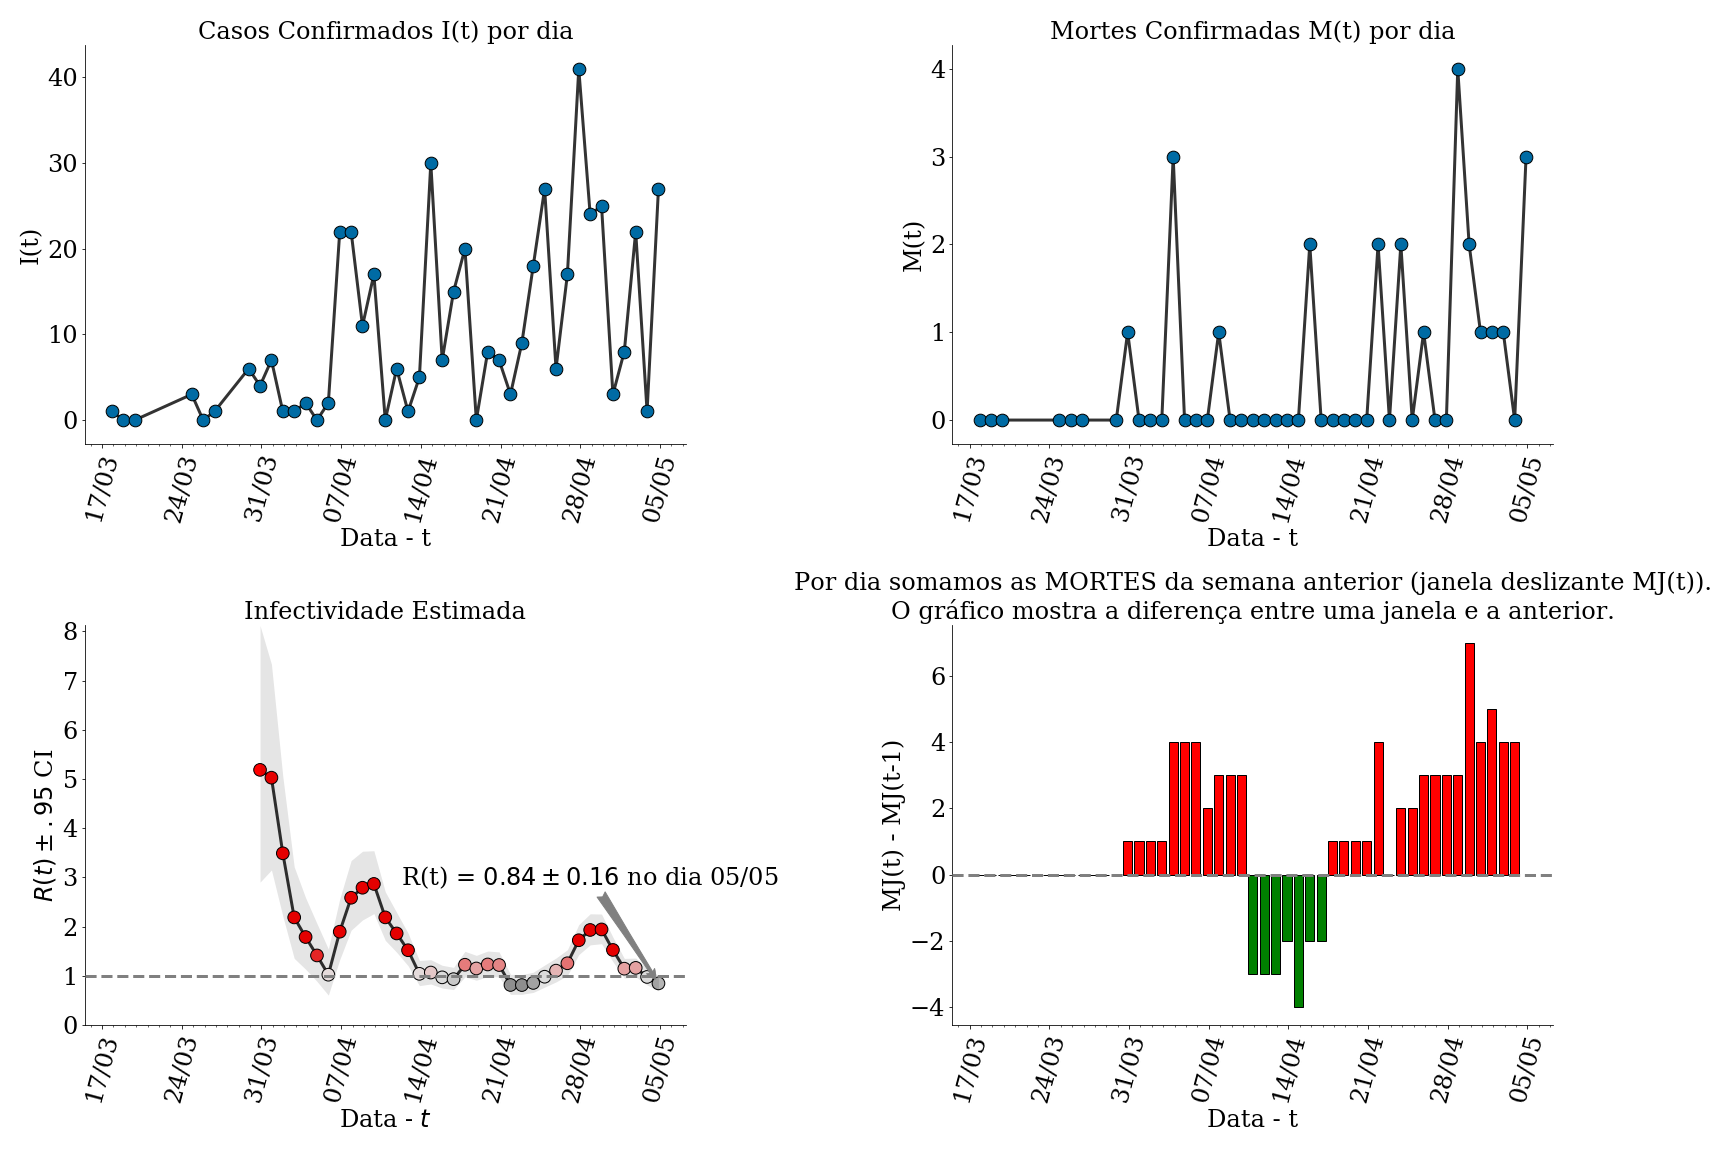 Casos Confirmados I(t) por dia
I(t)
40
30
20
10
0
17/03 24/03 31/03 07/04 14/04 21/04 28/04 05/05
Data - t
Mortes Confirmadas M(t) por dia
M(t)
4
3
2
1
0
17/03 24/03 31/03 07/04 14/04 21/04 28/04 05/05
Data - t
Infectividade Estimada
R(t) ± .95 CI
8
7
6
5
4
3
2
1
0
R(t) = 0.84 ± 0.16 no dia 05/05
17/03 24/03 31/03 07/04 14/04 21/04 28/04 05/05
Data - t
Por dia somamos as MORTES da semana anterior (janela deslizante MJ(t)).
O gráfico mostra a diferença entre uma janela e a anterior.
MJ(t) - MJ(t-1)
6
4
2
0
−2
−4
17/03 24/03 31/03 07/04 14/04 21/04 28/04 05/05
Data - t